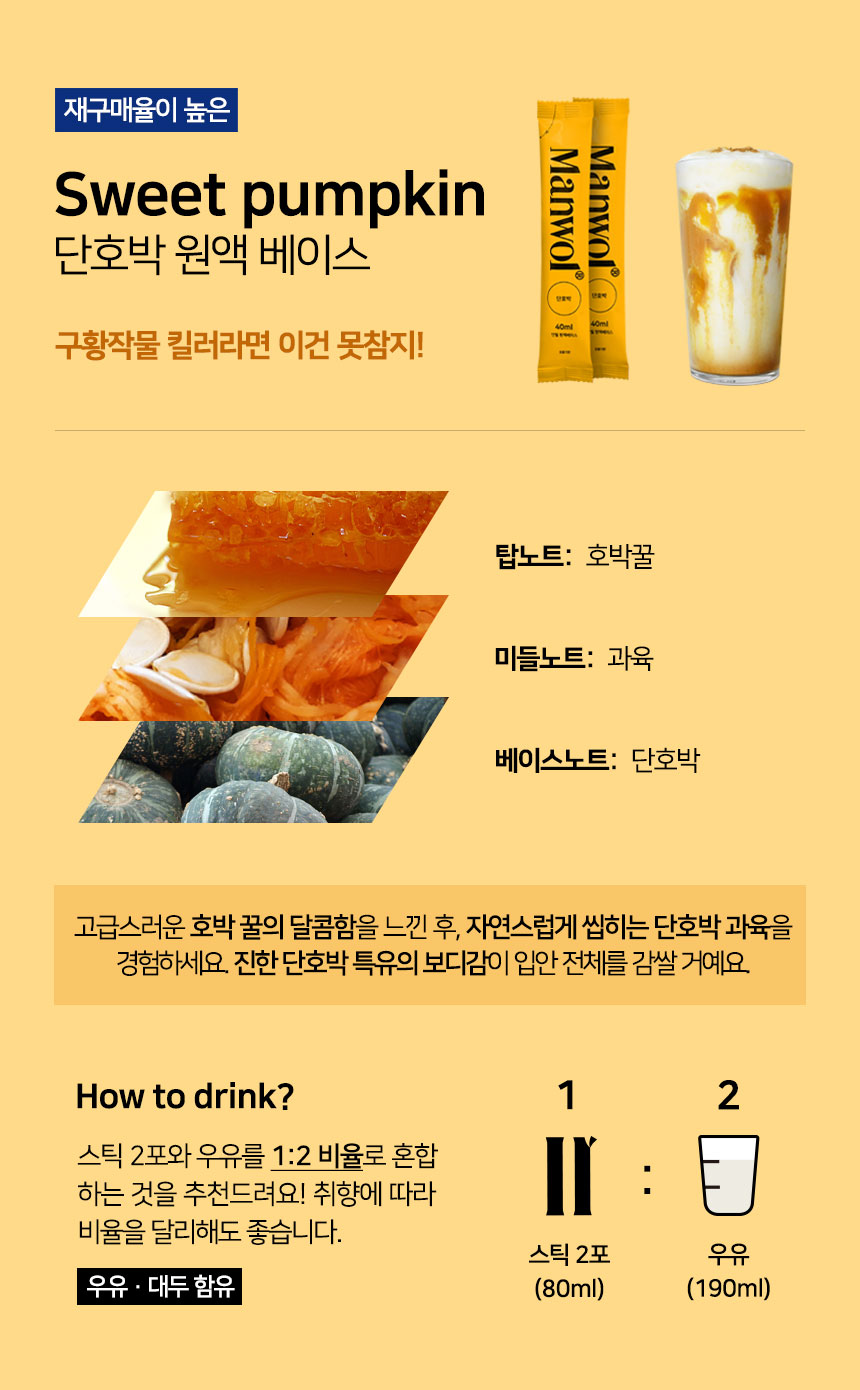 재구매율이 높은
Sweet pumpkin
단호박 원액 베이스
구황작물 킬러라면 이건 못참지!
Manwol
단호박
40ml
Manwol
단호박
40ml
탑노트: 호박꿀
미들노트: 과육
베이스노트: 단호박
고급스러운 호박 꿀의 달콤함을 느낀 후, 자연스럽게 씹히는 단호박 과육을
경험하세요. 진한 단호박 특유의 보디감이 입안 전체를 감쌀 거예요.
How to drink?
스틱 2포와 우유를 1:2 비율로 혼합
하는 것을 추천드려요! 취향에 따라
비율을 달리해도 좋습니다.
우유 · 대두 함유
1 : 2
스틱 2포
(80ml)
우유
(190ml)